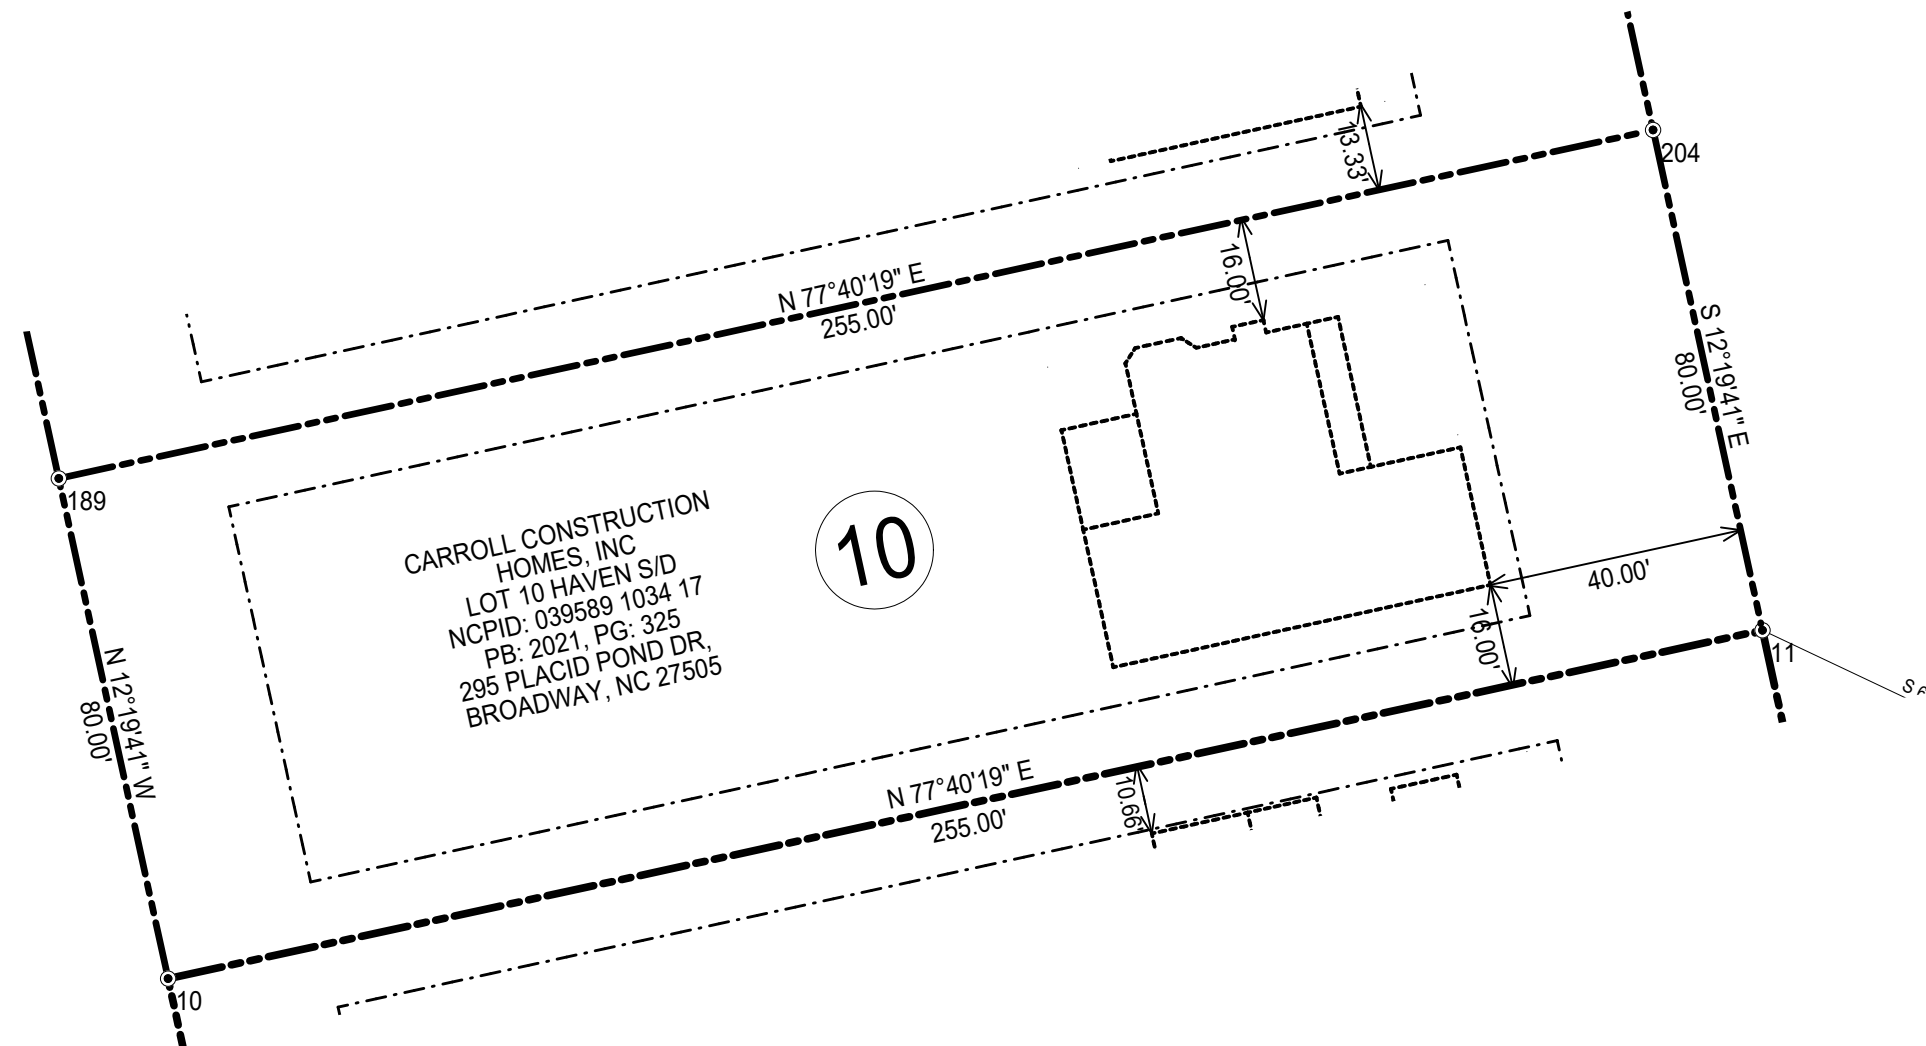 13.33'
204
16.00'
N 77°40'19" E
255.00'
S 12°19'41" E
80.00'
189
CARROLL CONSTRUCTION
HOMES, INC
LOT 10 HAVEN S/D
NCPID: 039589 1034 17
PB: 2021, PG: 325
295 PLACID POND DR,
BROADWAY, NC 27505
10
40.00'
16.00'
11
N 12°19'41" W
80.00'
N 77°40'19" E
255.00'
10.66'
10